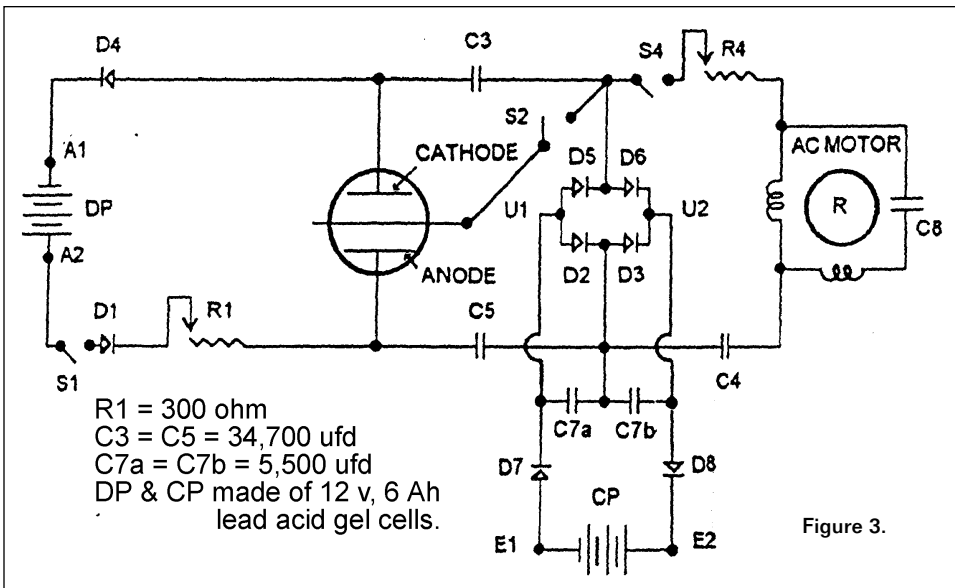 D4
C3
S4
R4
S2
A1
CATHODE
D5
D6
AC MOTOR
DP
U1
U2
R
C8
A2
ANODE
D2
D3
D1
R1
C5
S1
C4
R1 = 300 ohm
C3 = C5 = 34,700 ufd
C7a = C7b = 5,500 ufd
DP & CP made of 12 v, 6 Ah
lead acid gel cells.
C7a
C7b
D7
D8
CP
E1
E2
Figure 3.